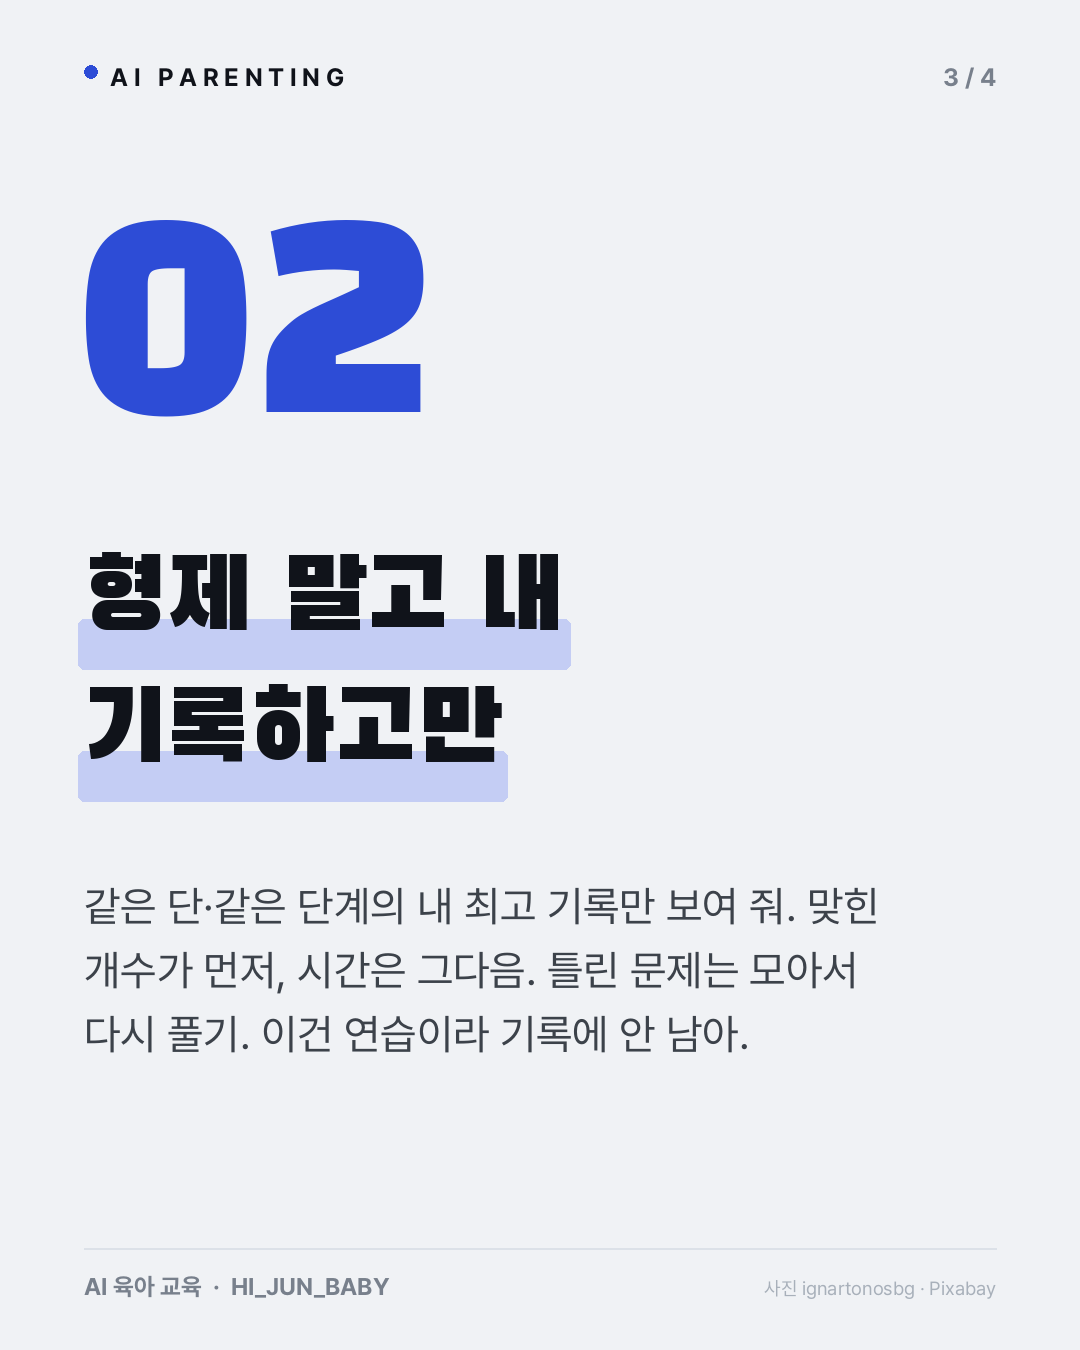 AI PARENTING
3 / 4
02
형제 말고 내
기록하고만
같은 단·같은 단계의 내 최고 기록만 보여 줘. 맞힌
개수가 먼저, 시간은 그다음. 틀린 문제는 모아서
다시 풀기. 이건 연습이라 기록에 안 남아.
AI 육아 교육 · HI_JUN_BABY
사진 ignartonosbg · Pixabay